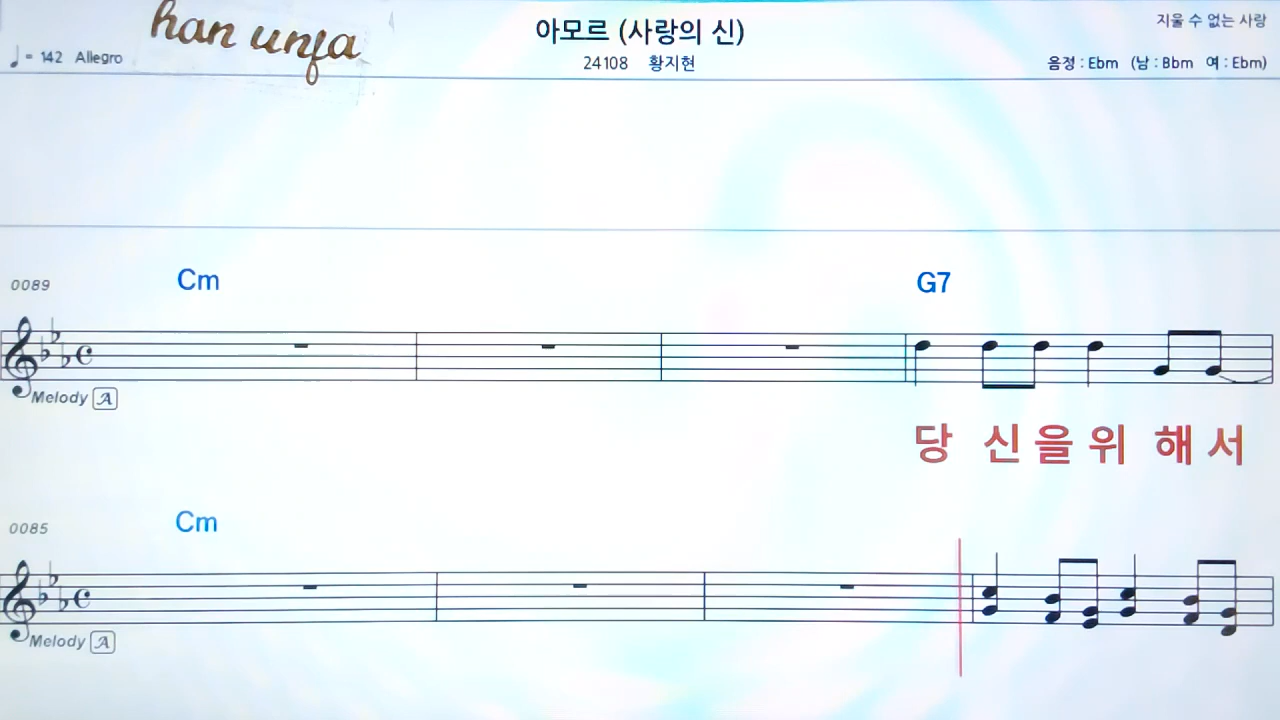 han unja
아모르 (사랑의 신)
지울 수 없는 사랑
♩= 142 Allegro
24108 황지현
음정 : Ebm (남 : Bbm 여 : Ebm)
0089
Cm G7
Melody A
당 신 을 위 해 서
0085
Cm
Melody A